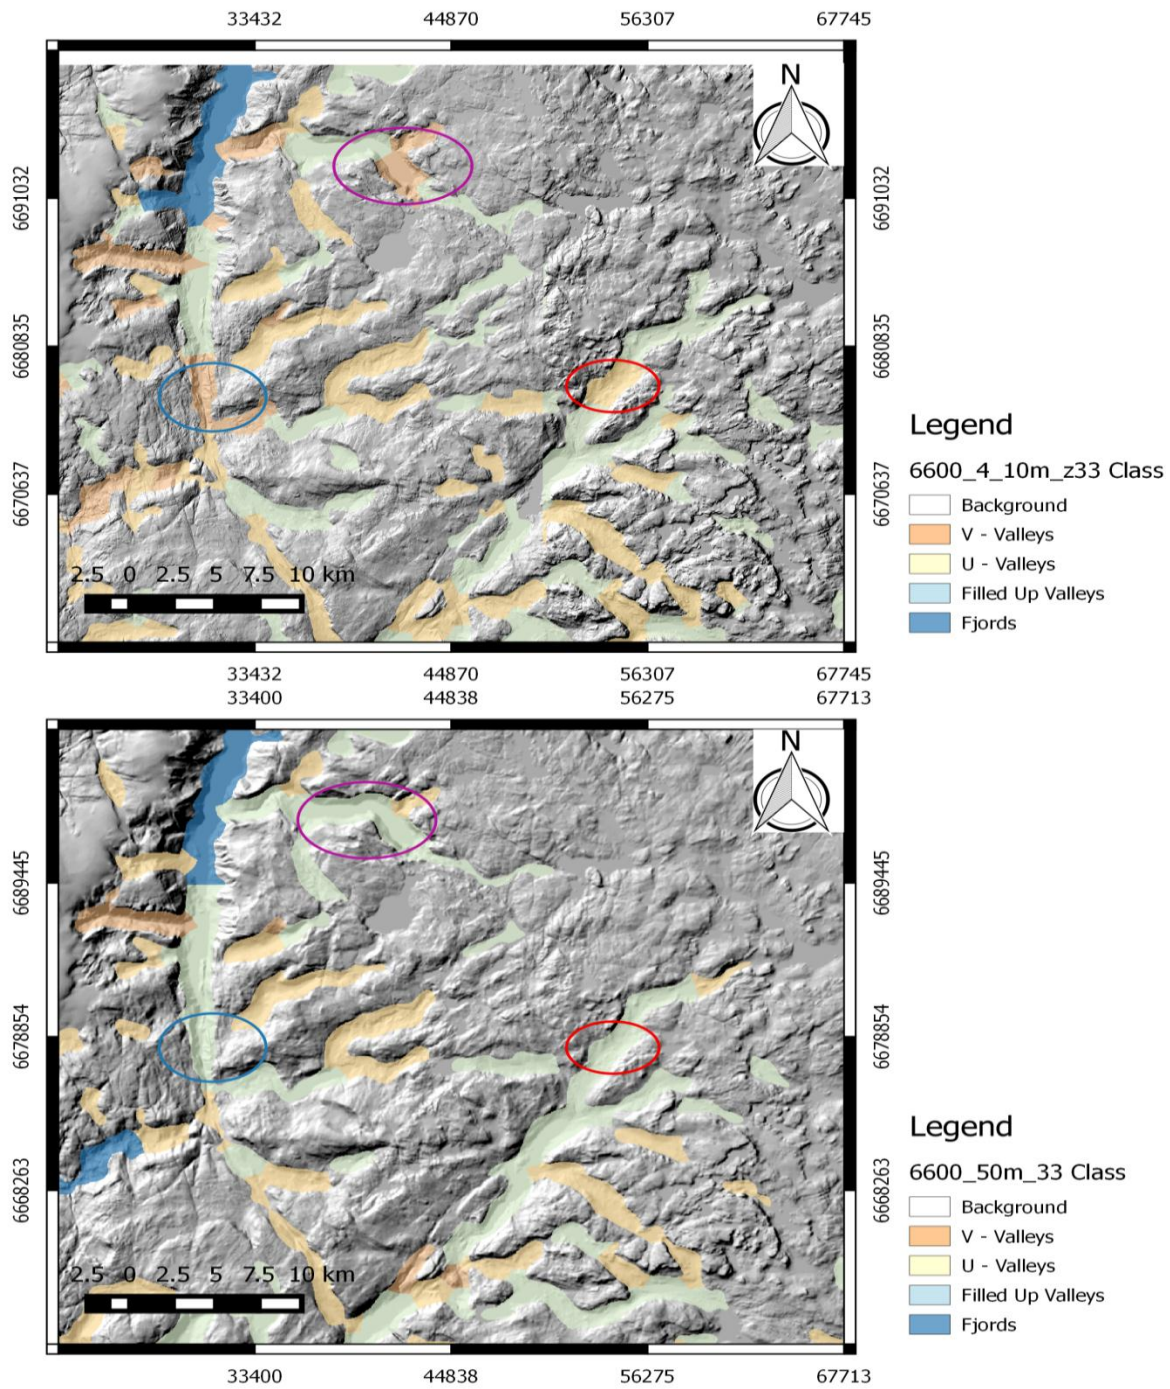 33432 44870 56307 67745
N
6691032 6691032
6680835 6680835
6670637 6670637
2.5 0 2.5 5 7.5 10 km
33432 44870 56307 67745
Legend
6600_4_10m_z33 Class
Background
V - Valleys
U - Valleys
Filled Up Valleys
Fjords
33400 44838 56275 67713
N
6689445 6689445
6678854 6678854
6668263 6668263
2.5 0 2.5 5 7.5 10 km
33400 44838 56275 67713
Legend
6600_50m_33 Class
Background
V - Valleys
U - Valleys
Filled Up Valleys
Fjords